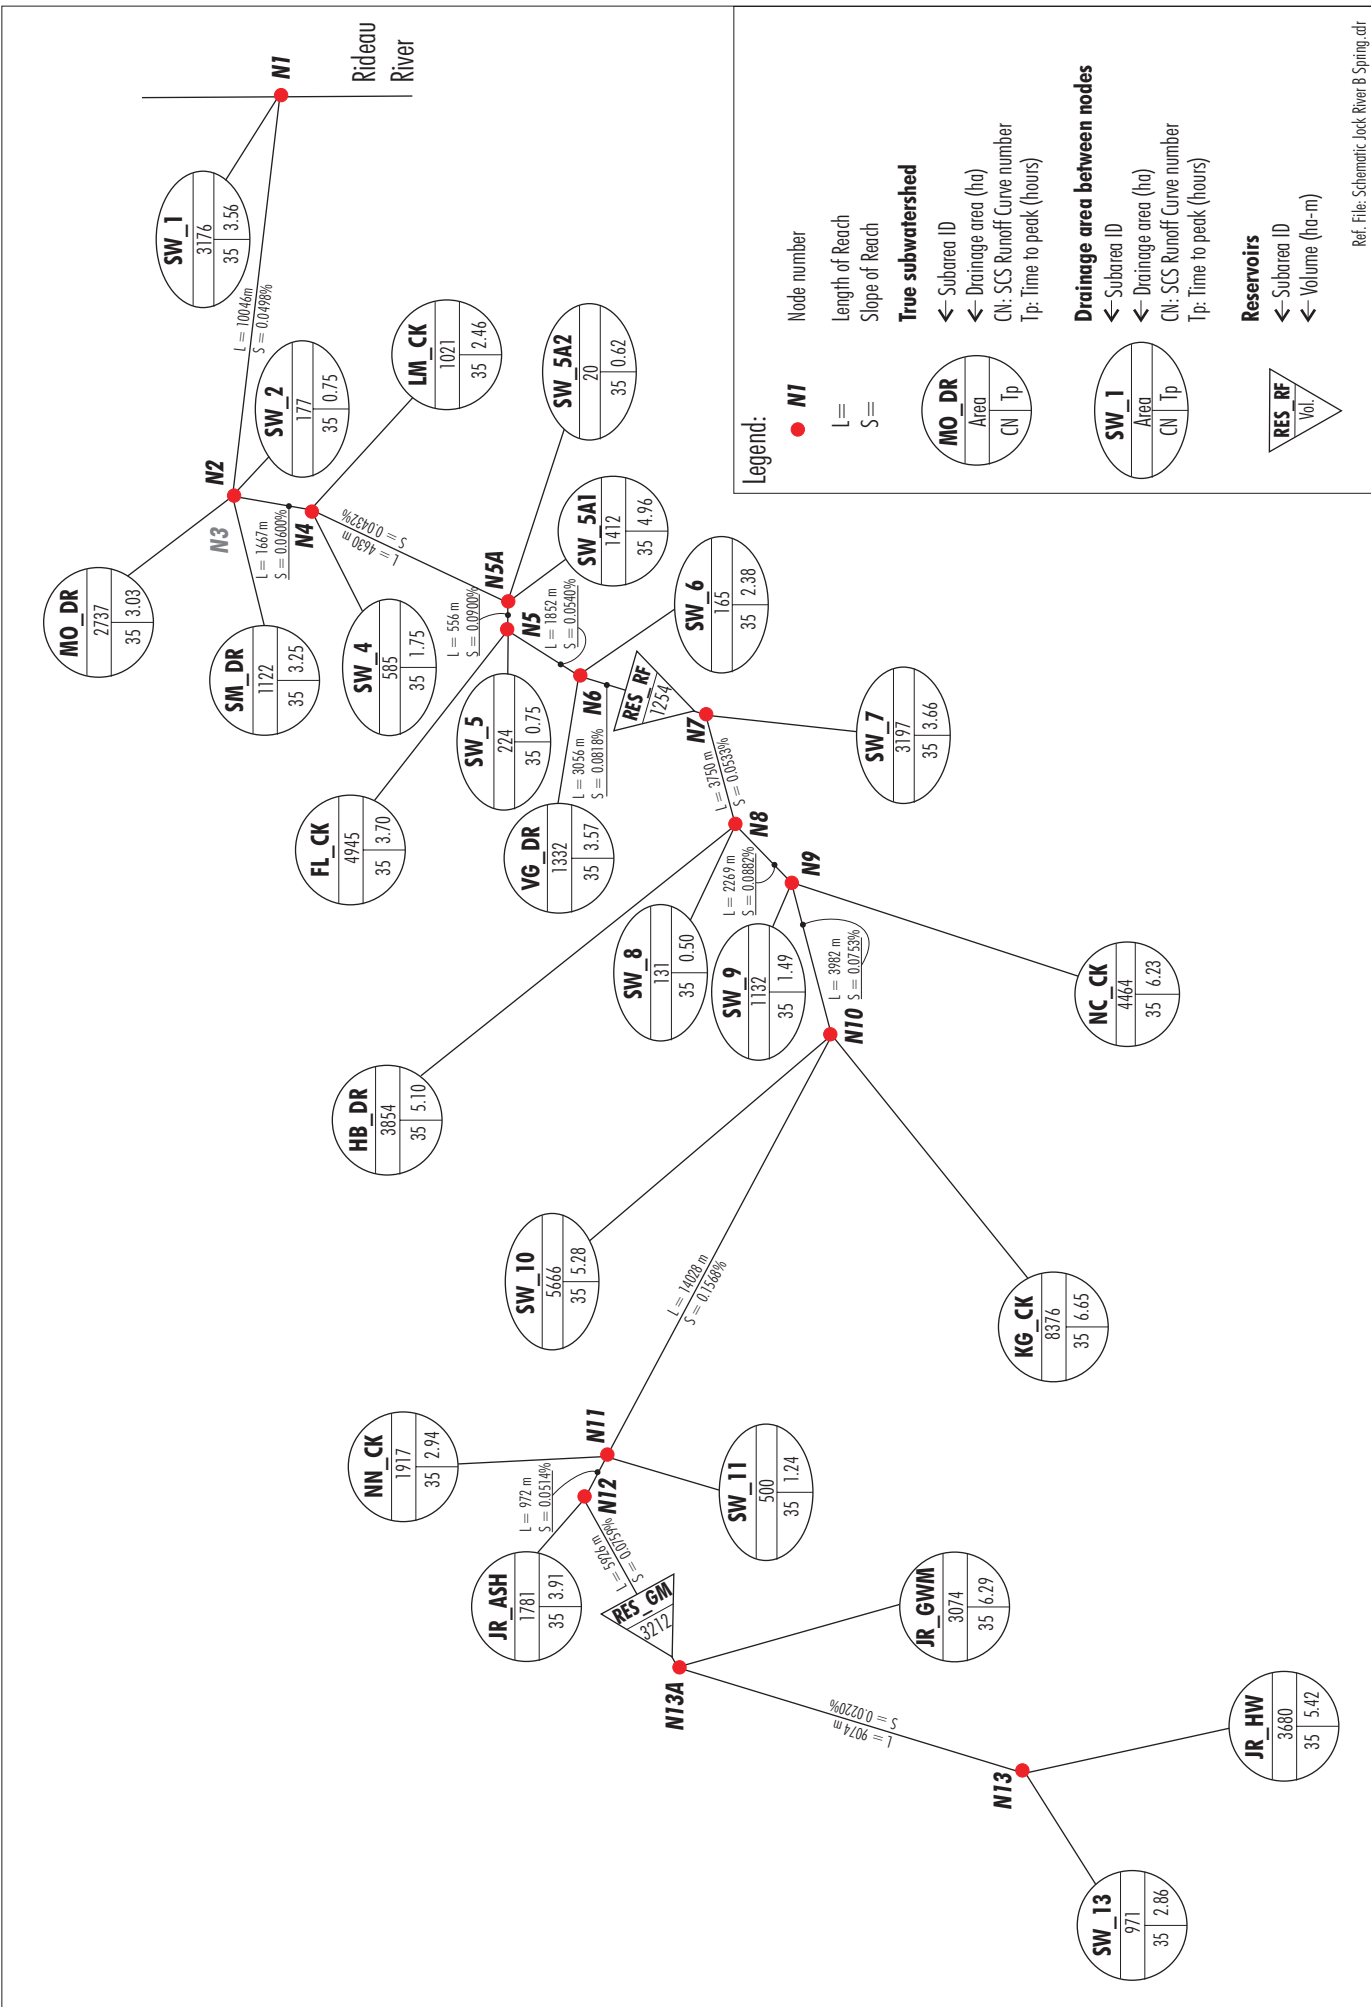 Rideau
River
N1
SW_1
3176
35 3.56
L = 10046m
S = 0.0498%
N2
N3
SW_2
177
35 0.75
MO_DR
2737
35 3.03
SM_DR
1122
35 3.25
L = 1667 m
S = 0.0600%
N4
LM_CK
1021
35 2.46
SW_4
585
35 1.75
L = 4630 m
S = 0.0432%
N5A
SW_5A2
20
35 0.62
SW_5A1
1412
35 4.96
L = 556 m
S = 0.0900%
N5
FL_CK
4945
35 3.70
SW_5
224
35 0.75
L = 1852 m
S = 0.0540%
N6
SW_6
165
35 2.38
VG_DR
1332
35 3.57
L = 3056 m
S = 0.0818%
RES_RF
1254
N7
SW_7
3197
35 3.66
L = 3750 m
S = 0.0533%
N8
HB_DR
3854
35 5.10
SW_8
131
35 0.50
L = 2269 m
S = 0.0882%
N9
SW_9
1132
35 1.49
NC_CK
4464
35 6.23
L = 3982 m
S = 0.0753%
N10
SW_10
5666
35 5.28
KG_CK
8376
35 6.65
L = 14028 m
S = 0.1568%
N11
NN_CK
1917
35 2.94
SW_11
500
35 1.24
L = 972 m
S = 0.0514%
N12
JR_ASH
1781
35 3.91
L = 5926 m
S = 0.0759%
RES_GM
3212
N13A
JR_GWM
3074
35 6.29
L = 9074 m
S = 0.0220%
N13
JR_HW
3680
35 5.42
SW_13
971
35 2.86
Legend:
N1 Node number
L= Length of Reach
S= Slope of Reach
True subwatershed
MO_DR ← Subarea ID
Area ← Drainage area (ha)
CN Tp CN: SCS Runoff Curve number
Tp: Time to peak (hours)
Drainage area between nodes
SW_1 ← Subarea ID
Area ← Drainage area (ha)
CN Tp CN: SCS Runoff Curve number
Tp: Time to peak (hours)
Reservoirs
RES_RF ← Subarea ID
Vol. ← Volume (ha-m)
Ref. File: Schematic Jock River B Spring.cdr